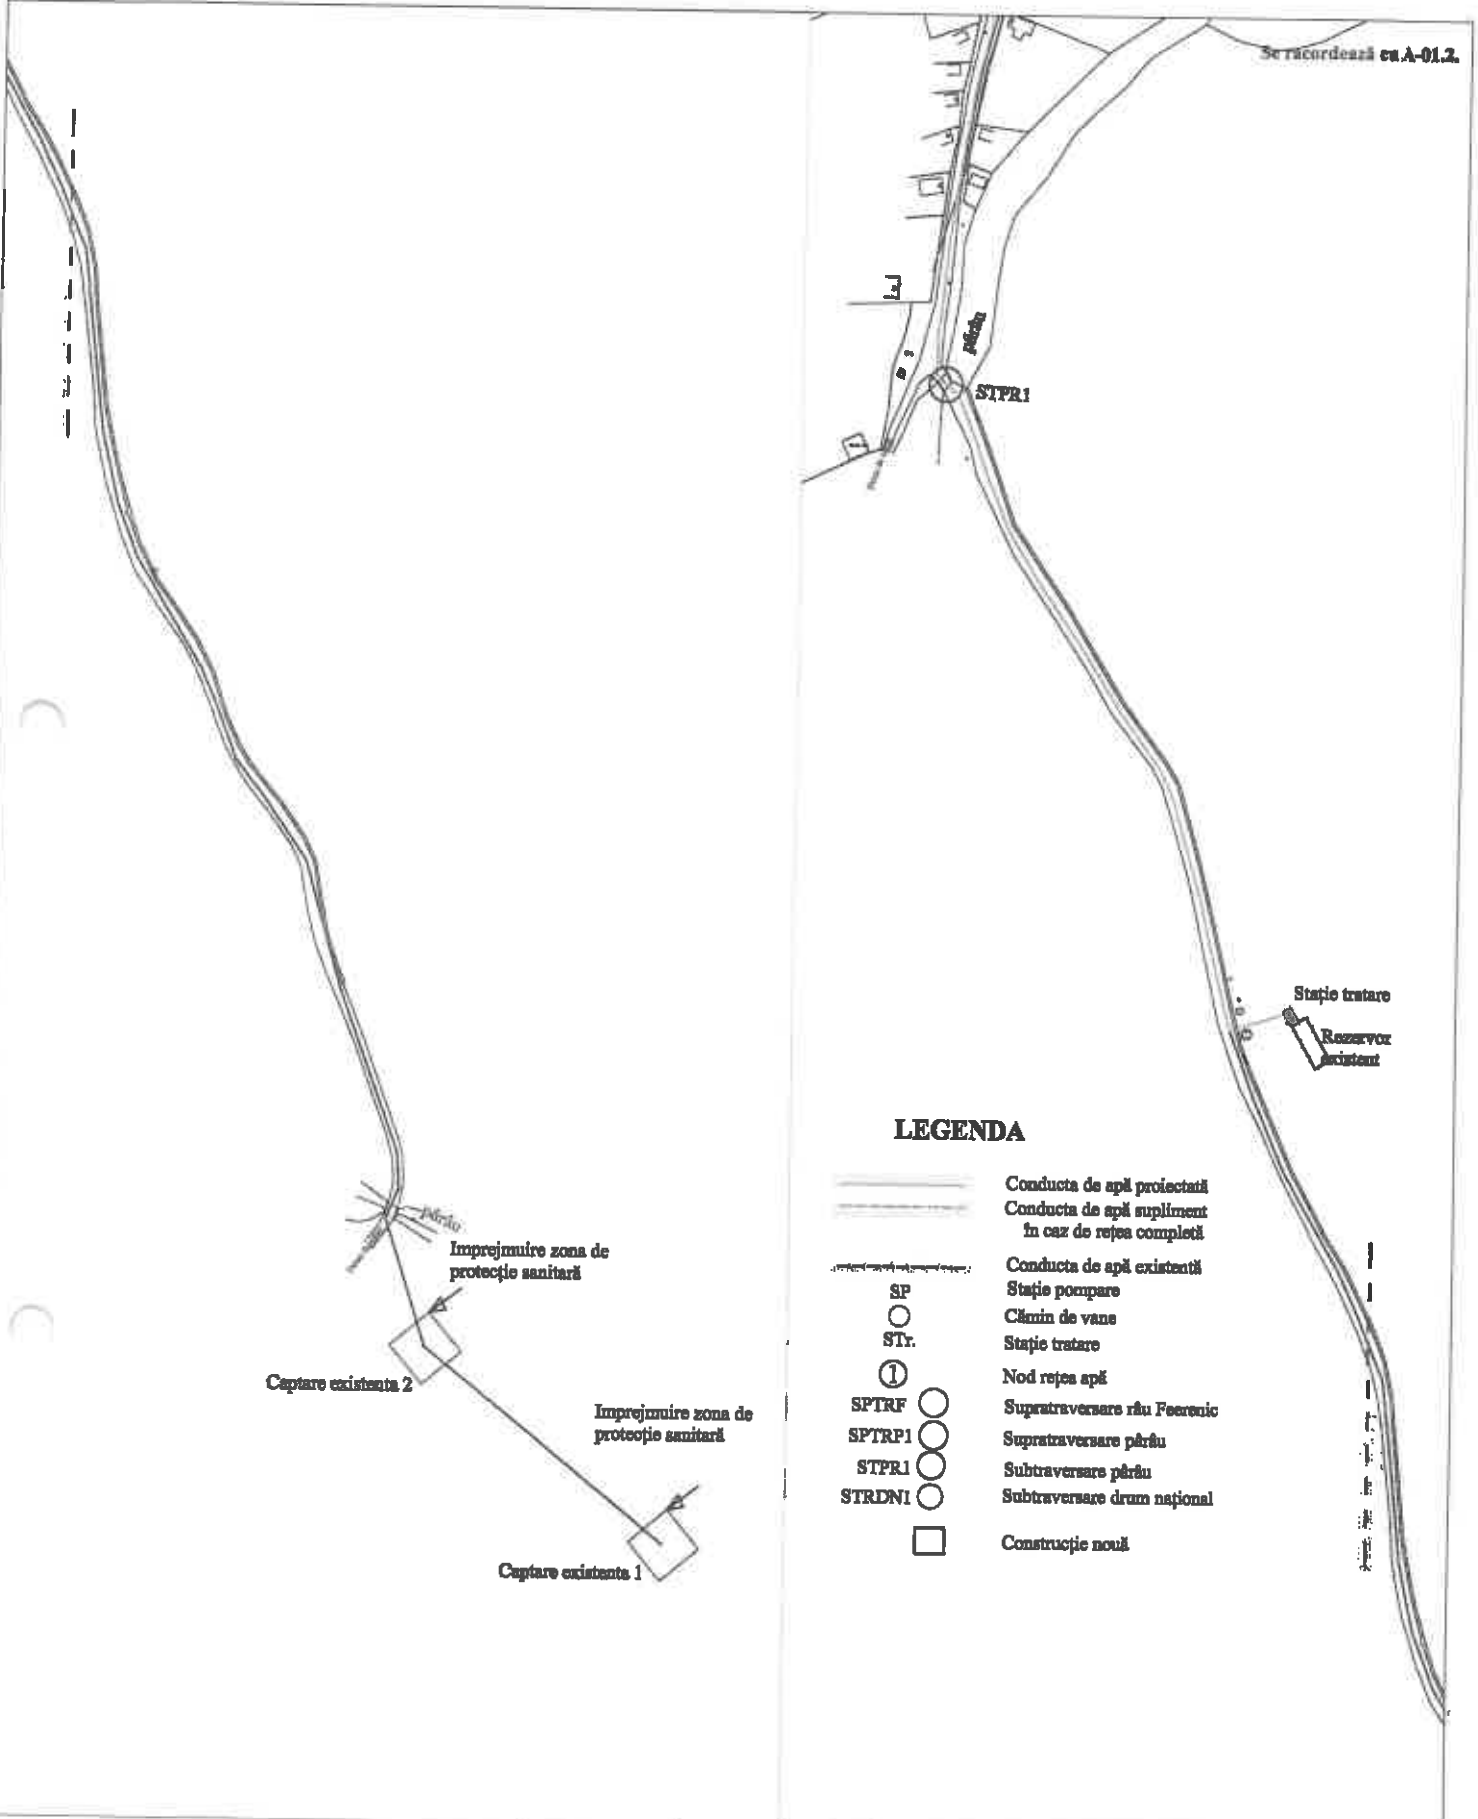 Se racordează cu A-01.2.
pârâu
STPR1
Stație tratare
Rezervor
existent
pârâu
Imprejmuire zona de
protecție sanitară
Captare existenta 2
Imprejmuire zona de
protecție sanitară
Captare existenta 1
LEGENDA
Conducta de apă proiectată
Conducta de apă supliment
în caz de rețea completă
Conducta de apă existentă
SP Stație pompare
Cămin de vane
STr. Stație tratare
1 Nod rețea apă
SPTRF Supratraversare râu Feernic
SPTRP1 Supratraversare pârâu
STPR1 Subtraversare pârâu
STRDN1 Subtraversare drum național
Construcție nouă